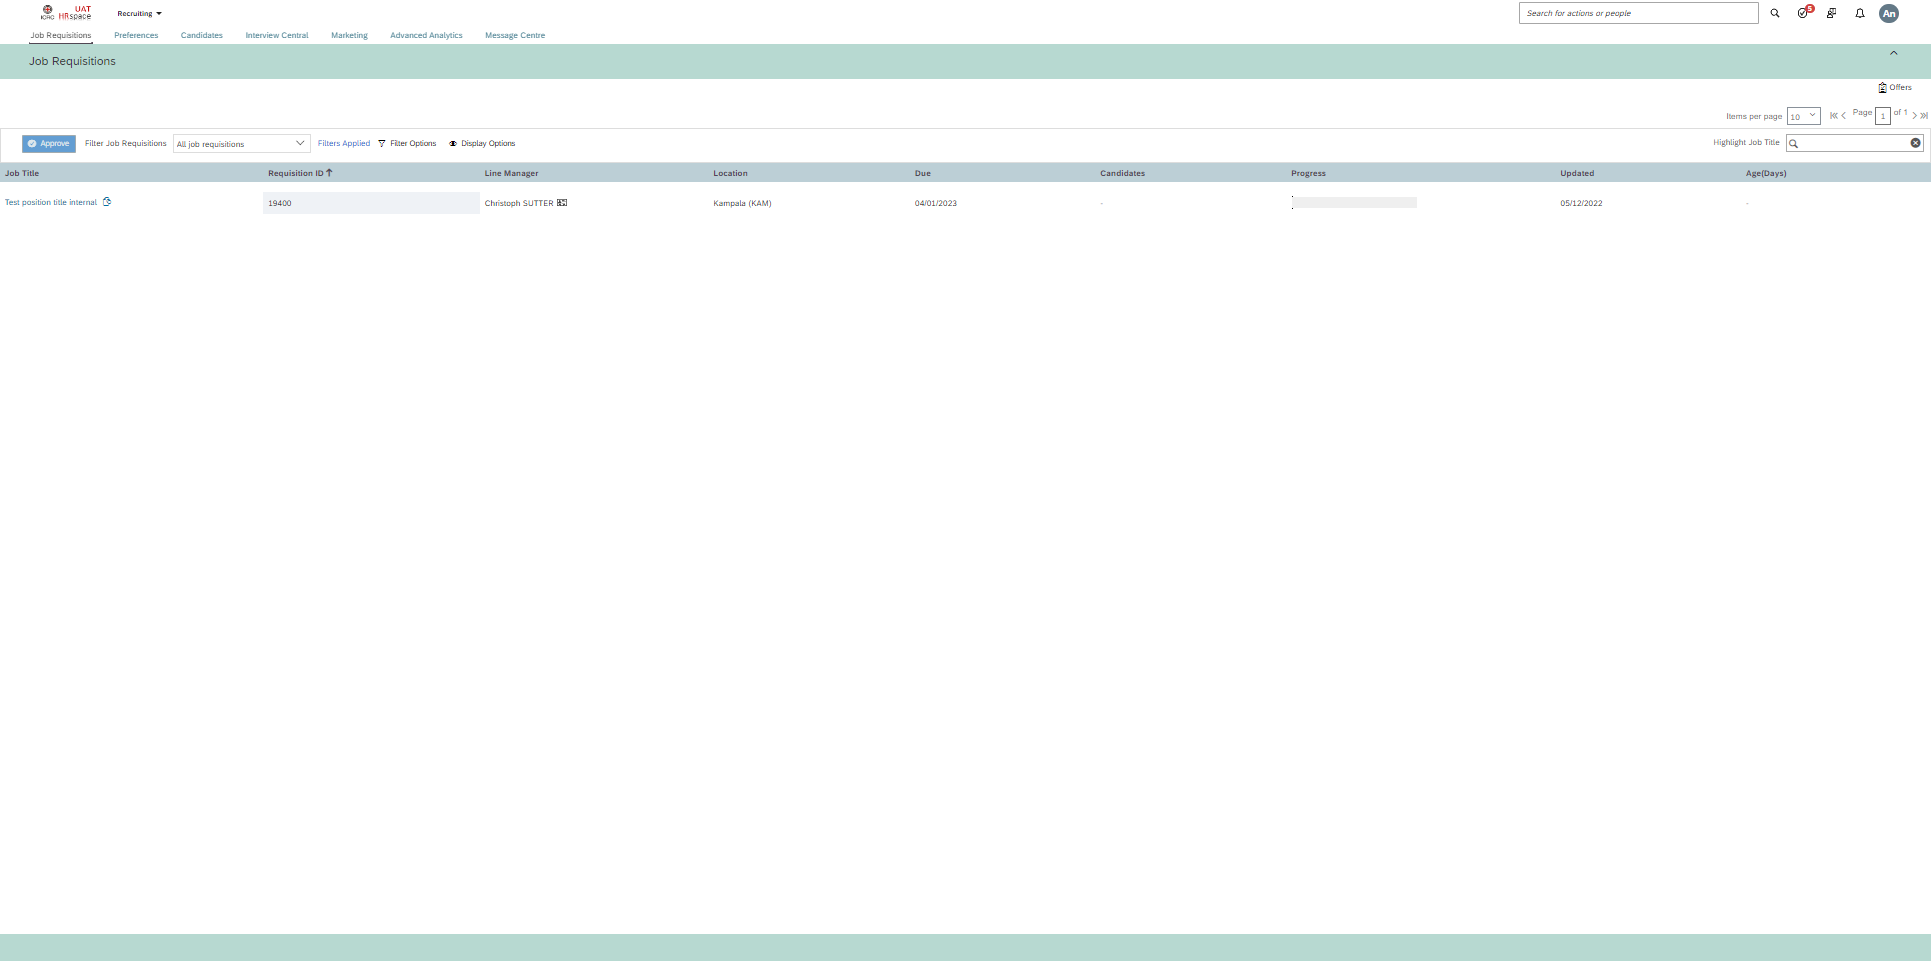 ICRC UAT HRspace Recruiting Search for actions or people 5 An
Job Requisitions Preferences Candidates Interview Central Marketing Advanced Analytics Message Centre
Job Requisitions
Offers
Items per page 10 Page 1 of 1
Approve Filter Job Requisitions All job requisitions Filters Applied Filter Options Display Options Highlight Job Title
Job Title Requisition ID Line Manager Location Due Candidates Progress Updated Age(Days)
Test position title internal 19400 Christoph SUTTER Kampala (KAM) 04/01/2023 - 05/12/2022 -